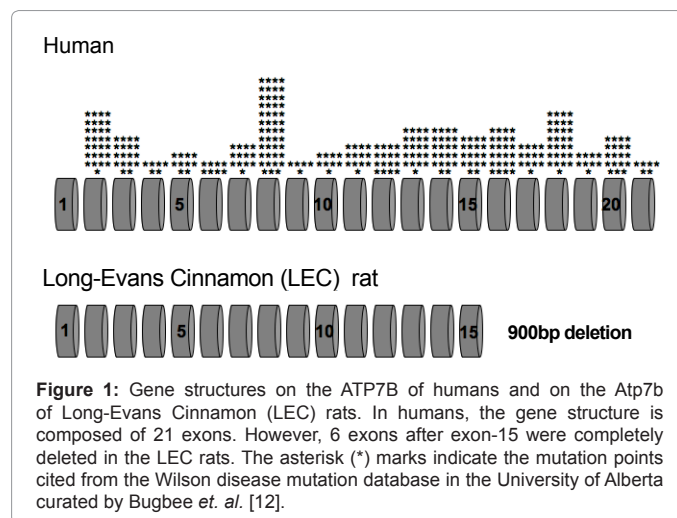 Human
1 5 10 15 20
Long-Evans Cinnamon (LEC) rat
1 5 10 15 900bp deletion
Figure 1: Gene structures on the ATP7B of humans and on the Atp7b
of Long-Evans Cinnamon (LEC) rats. In humans, the gene structure is
composed of 21 exons. However, 6 exons after exon-15 were completely
deleted in the LEC rats. The asterisk (*) marks indicate the mutation points
cited from the Wilson disease mutation database in the University of Alberta
curated by Bugbee et. al. [12].